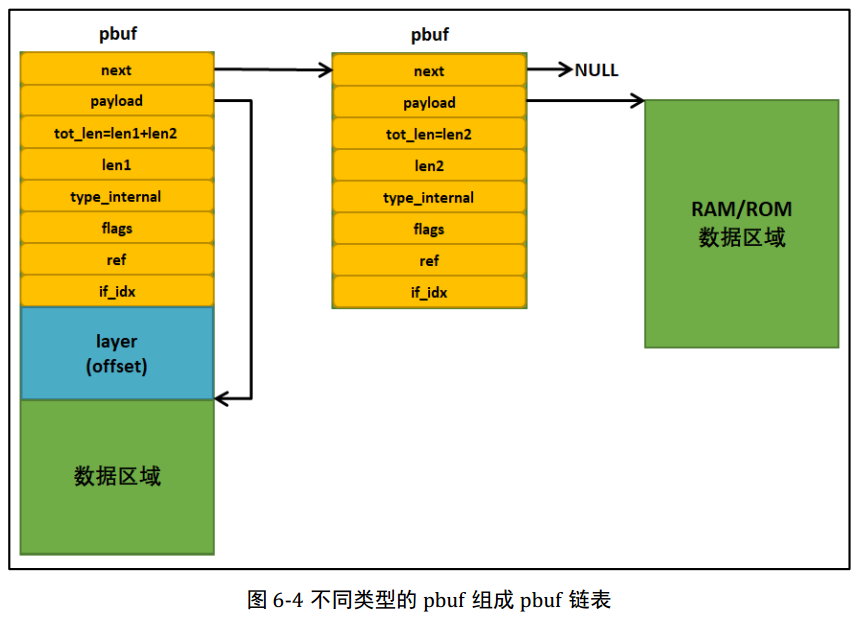 pbuf
next
payload
tot_len=len1+len2
len1
type_internal
flags
ref
if_idx
layer
(offset)
数据区域
pbuf
next
payload
tot_len=len2
len2
type_internal
flags
ref
if_idx
NULL
RAM/ROM
数据区域
图 6-4 不同类型的 pbuf 组成 pbuf 链表